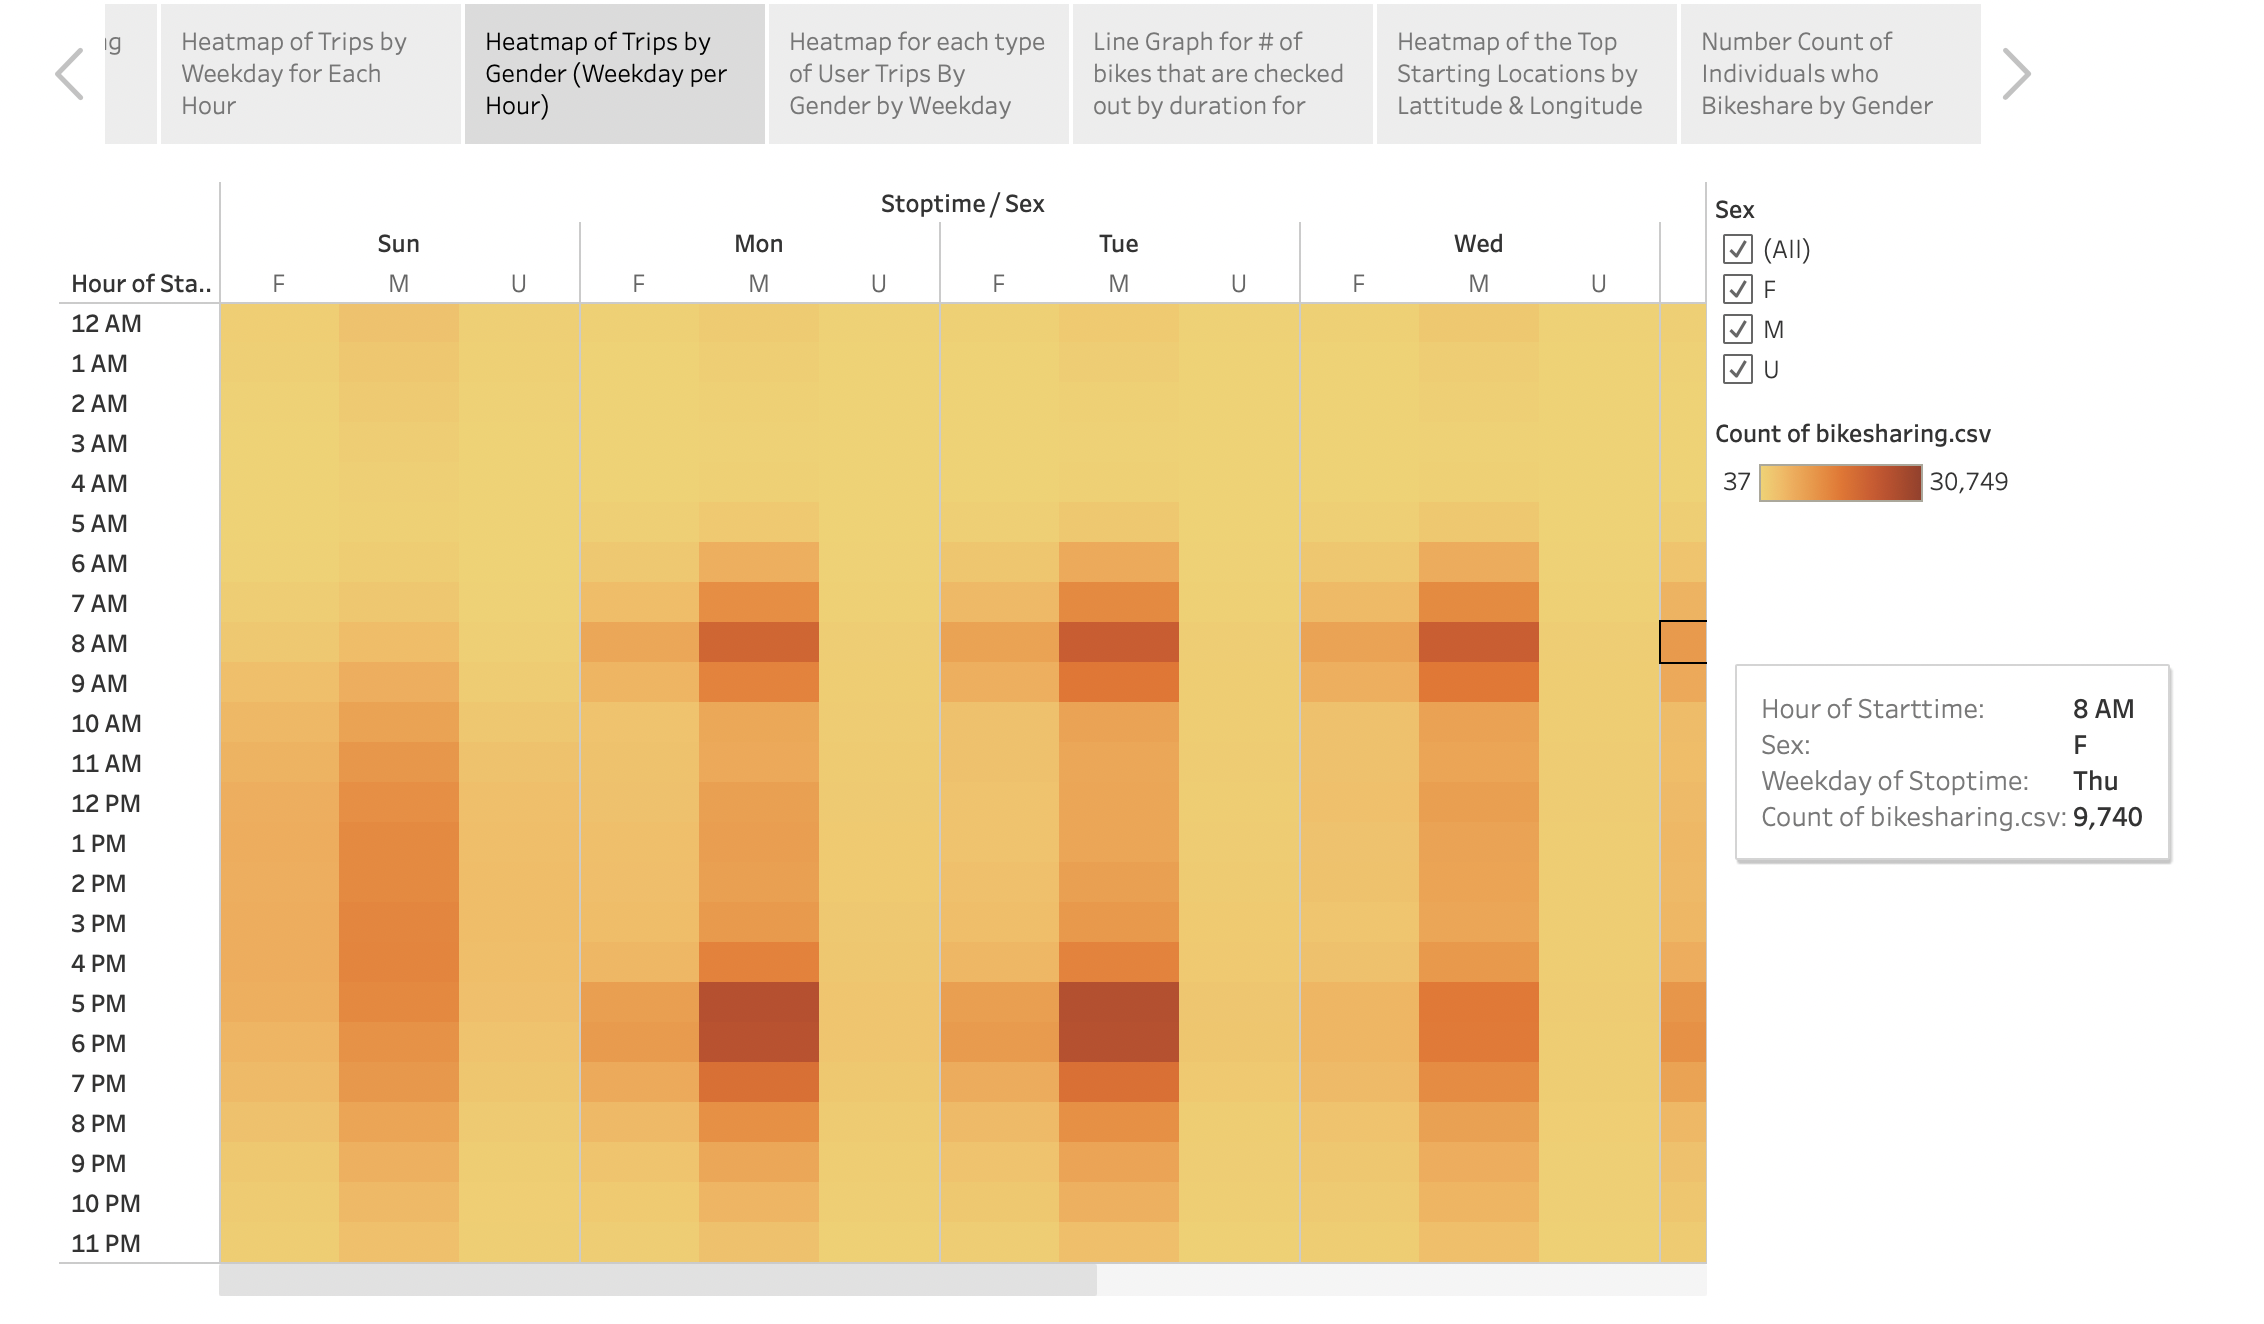 ng
Heatmap of Trips by
Weekday for Each
Hour
Heatmap of Trips by
Gender (Weekday per
Hour)
Heatmap for each type
of User Trips By
Gender by Weekday
Line Graph for # of
bikes that are checked
out by duration for
Heatmap of the Top
Starting Locations by
Lattitude & Longitude
Number Count of
Individuals who
Bikeshare by Gender
Stoptime / Sex
Sun Mon Tue Wed
Hour of Sta.. F M U F M U F M U F M U
12 AM
1 AM
2 AM
3 AM
4 AM
5 AM
6 AM
7 AM
8 AM
9 AM
10 AM
11 AM
12 PM
1 PM
2 PM
3 PM
4 PM
5 PM
6 PM
7 PM
8 PM
9 PM
10 PM
11 PM
Sex
(All)
F
M
U
Count of bikesharing.csv
37 30,749
Hour of Starttime: 8 AM
Sex: F
Weekday of Stoptime: Thu
Count of bikesharing.csv: 9,740